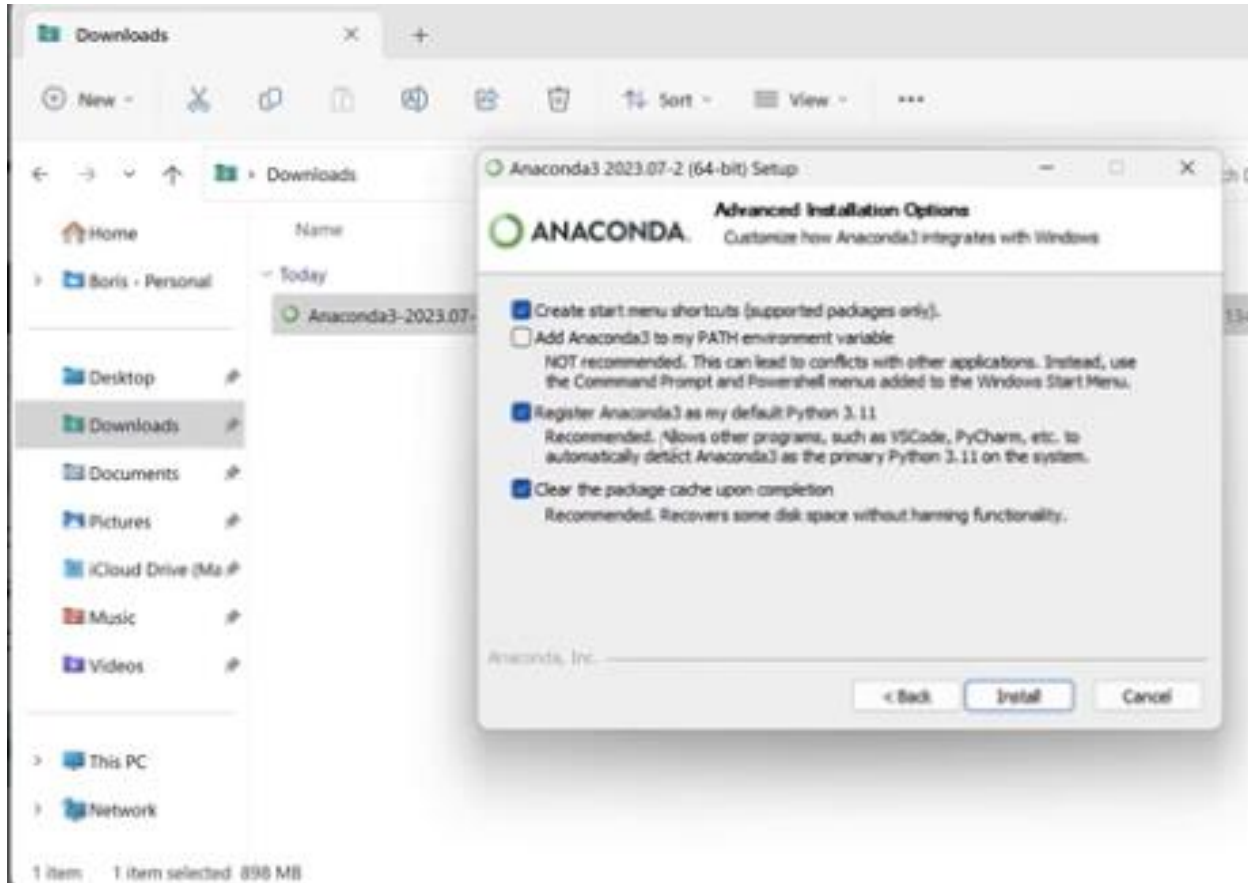 Downloads
New
Sort
View
Downloads
Home
Boris - Personal
Desktop
Downloads
Documents
Pictures
iCloud Drive (Ma
Music
Videos
This PC
Network
Name
Today
Anaconda3-2023.07-
1 item 1 item selected 898 MB
Anaconda3 2023.07-2 (64-bit) Setup
ANACONDA.
Advanced Installation Options
Customize how Anaconda3 integrates with Windows
Create start menu shortcuts (supported packages only).
Add Anaconda3 to my PATH environment variable
NOT recommended. This can lead to conflicts with other applications. Instead, use
the Commmand Prompt and Powershell menus added to the Windows Start Menu.
Register Anaconda3 as my default Python 3.11
Recommended. Allows other programs, such as VSCode, PyCharm, etc. to
automatically detect Anaconda3 as the primary Python 3.11 on the system.
Clear the package cache upon completion
Recommended. Recovers some disk space without harming functionality.
Anaconda, Inc.
< Back
Install
Cancel